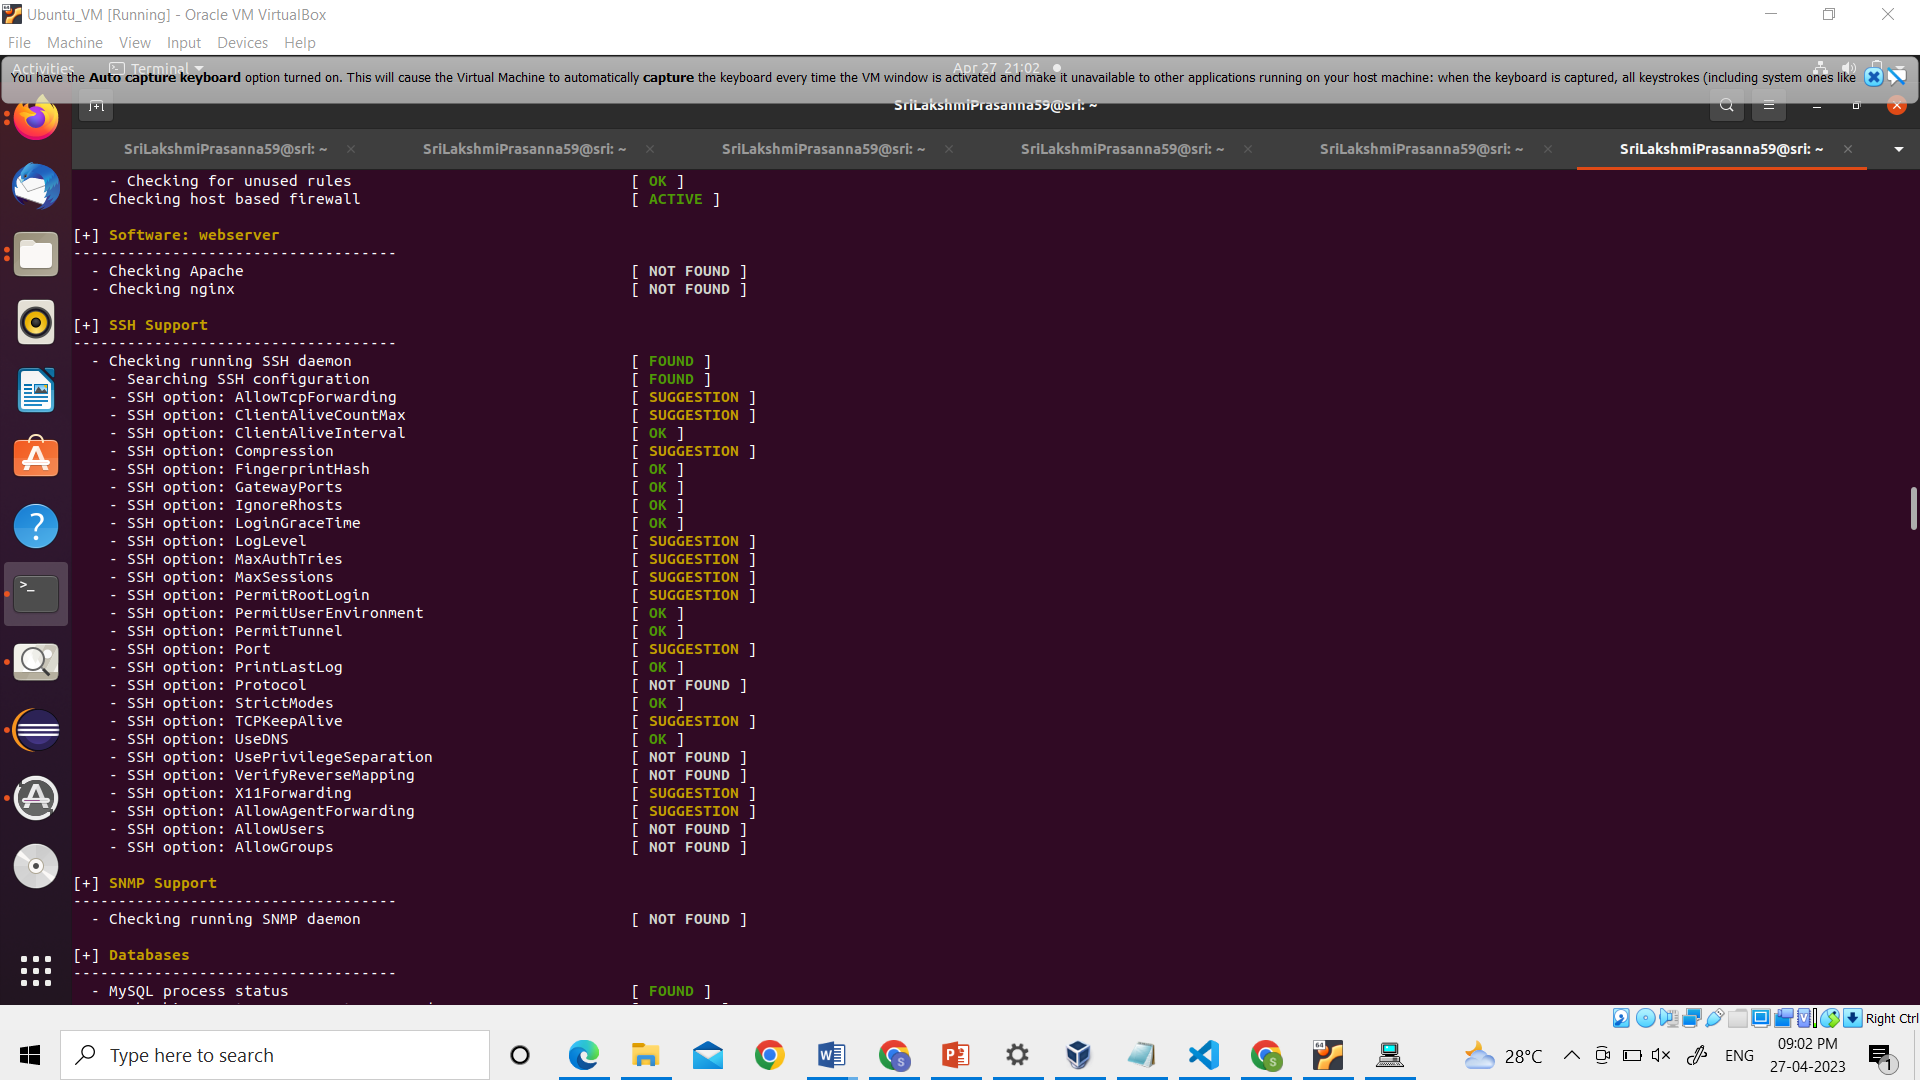 Ubuntu_VM [Running] - Oracle VM VirtualBox
File Machine View Input Devices Help
Activities Terminal Apr 27 21:02
You have the Auto capture keyboard option turned on. This will cause the Virtual Machine to automatically capture the keyboard every time the VM window is activated and make it unavailable to other applications running on your host machine: when the keyboard is captured, all keystrokes (including system ones like
SriLakshmiPrasanna59@sri: ~
SriLakshmiPrasanna59@sri: ~ SriLakshmiPrasanna59@sri: ~ SriLakshmiPrasanna59@sri: ~ SriLakshmiPrasanna59@sri: ~ SriLakshmiPrasanna59@sri: ~ SriLakshmiPrasanna59@sri: ~
- Checking for unused rules [ OK ]
- Checking host based firewall [ ACTIVE ]
[+] Software: webserver
------------------------------------
- Checking Apache [ NOT FOUND ]
- Checking nginx [ NOT FOUND ]
[+] SSH Support
------------------------------------
- Checking running SSH daemon [ FOUND ]
- Searching SSH configuration [ FOUND ]
- SSH option: AllowTcpForwarding [ SUGGESTION ]
- SSH option: ClientAliveCountMax [ SUGGESTION ]
- SSH option: ClientAliveInterval [ OK ]
- SSH option: Compression [ SUGGESTION ]
- SSH option: FingerprintHash [ OK ]
- SSH option: GatewayPorts [ OK ]
- SSH option: IgnoreRhosts [ OK ]
- SSH option: LoginGraceTime [ OK ]
- SSH option: LogLevel [ SUGGESTION ]
- SSH option: MaxAuthTries [ SUGGESTION ]
- SSH option: MaxSessions [ SUGGESTION ]
- SSH option: PermitRootLogin [ SUGGESTION ]
- SSH option: PermitUserEnvironment [ OK ]
- SSH option: PermitTunnel [ OK ]
- SSH option: Port [ SUGGESTION ]
- SSH option: PrintLastLog [ OK ]
- SSH option: Protocol [ NOT FOUND ]
- SSH option: StrictModes [ OK ]
- SSH option: TCPKeepAlive [ SUGGESTION ]
- SSH option: UseDNS [ OK ]
- SSH option: UsePrivilegeSeparation [ NOT FOUND ]
- SSH option: VerifyReverseMapping [ NOT FOUND ]
- SSH option: X11Forwarding [ SUGGESTION ]
- SSH option: AllowAgentForwarding [ SUGGESTION ]
- SSH option: AllowUsers [ NOT FOUND ]
- SSH option: AllowGroups [ NOT FOUND ]
[+] SNMP Support
------------------------------------
- Checking running SNMP daemon [ NOT FOUND ]
[+] Databases
------------------------------------
- MySQL process status [ FOUND ]
Right Ctrl
Type here to search
28°C
ENG
09:02 PM
27-04-2023
1